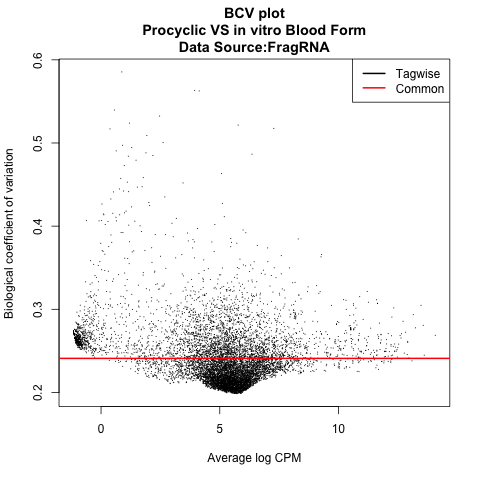 BCV plot
Procyclic VS in vitro Blood Form
Data Source:FragRNA
Tagwise
Common
Biological coefficient of variation
0.6
0.5
0.4
0.3
0.2
0 5 10
Average log CPM